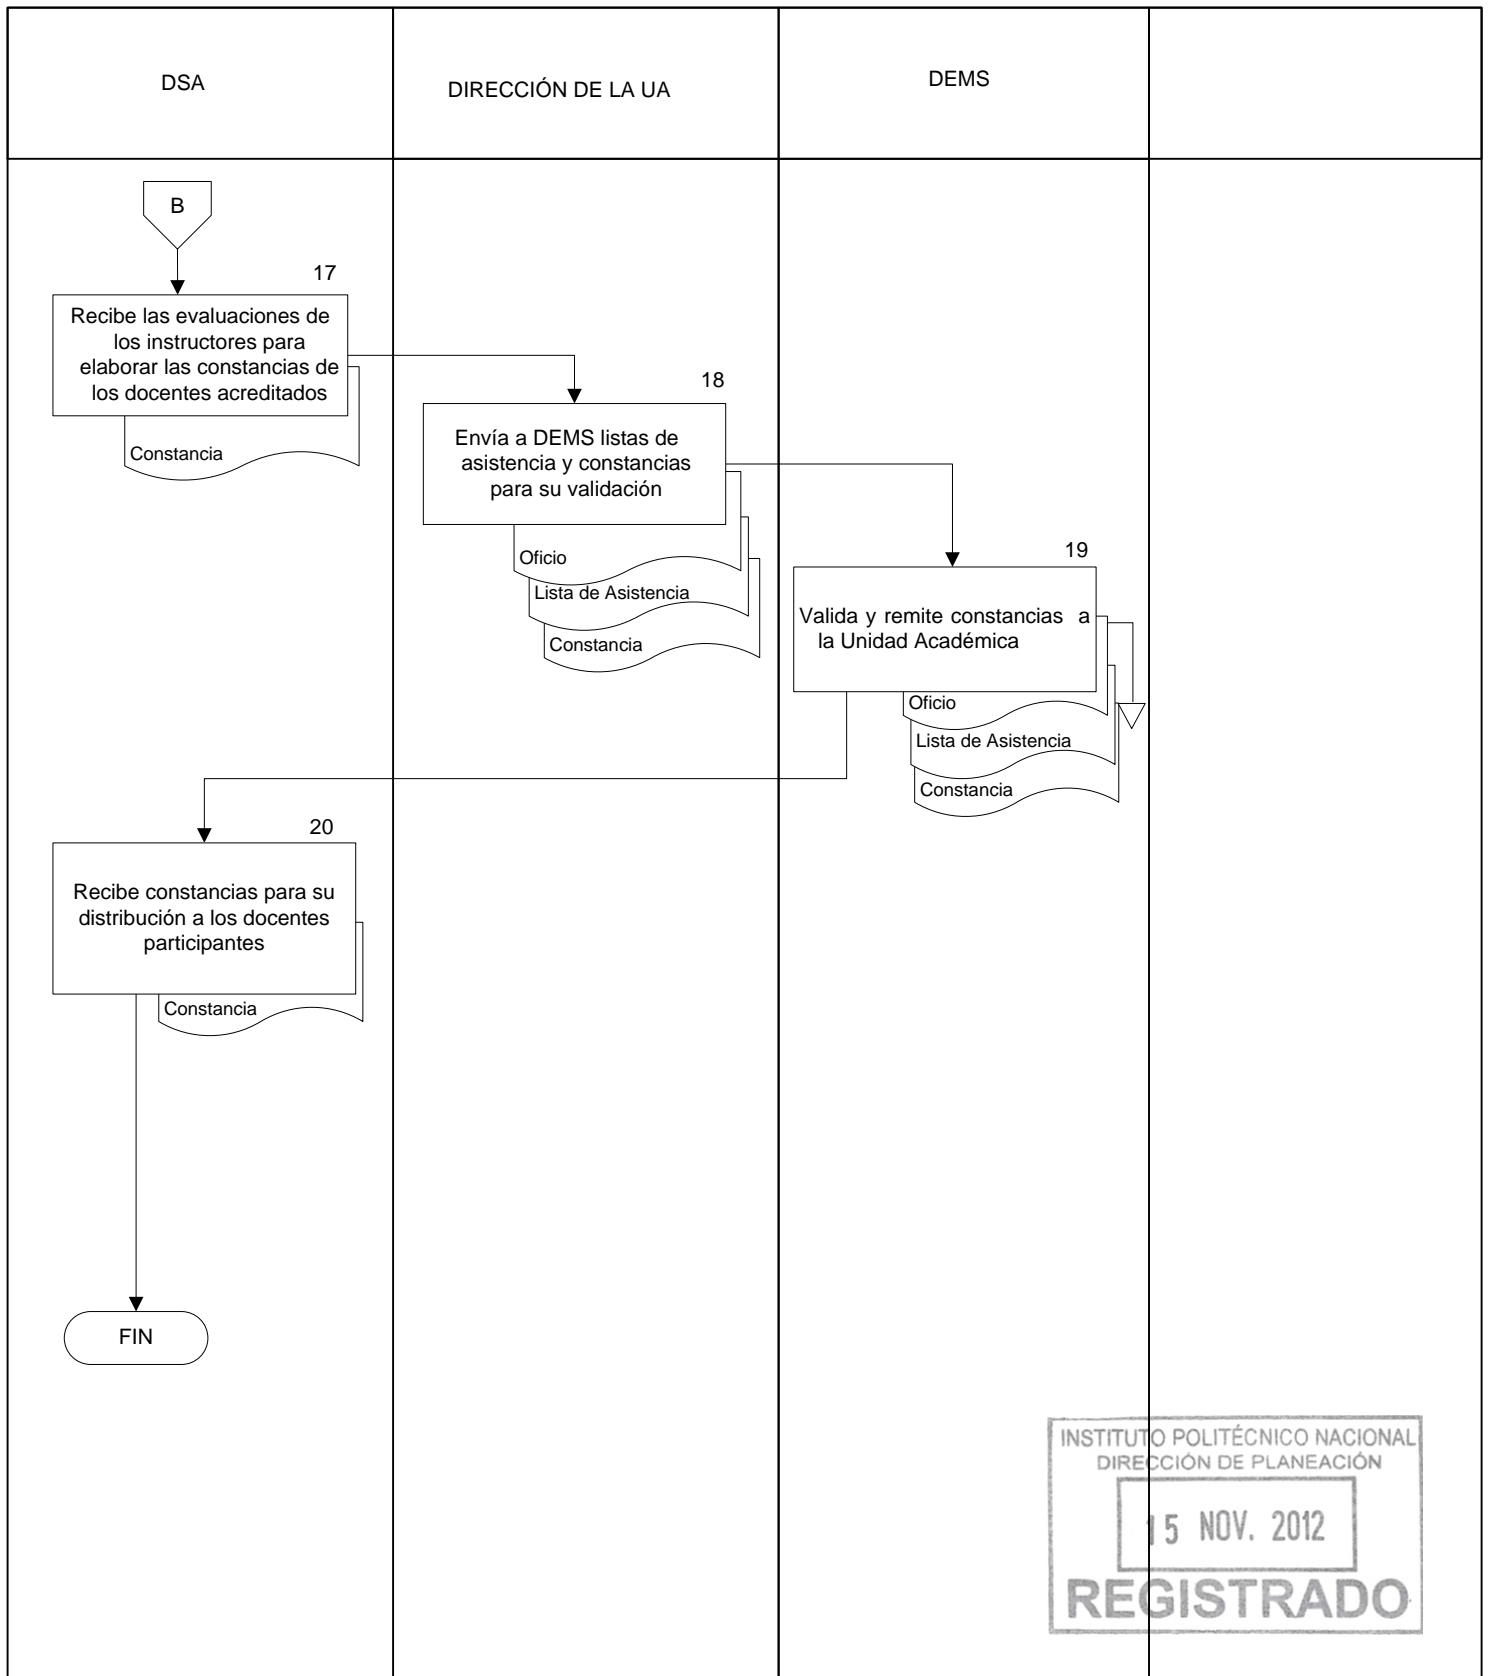 DSA
DIRECCIÓN DE LA UA
DEMS
B
17
Recibe las evaluaciones de
los instructores para
elaborar las constancias de
los docentes acreditados
Constancia
18
Envía a DEMS listas de
asistencia y constancias
para su validación
Oficio
Lista de Asistencia
Constancia
19
Valida y remite constancias a
la Unidad Académica
Oficio
Lista de Asistencia
Constancia
20
Recibe constancias para su
distribución a los docentes
participantes
Constancia
FIN
INSTITUTO POLITÉCNICO NACIONAL
DIRECCIÓN DE PLANEACIÓN
15 NOV. 2012
REGISTRADO